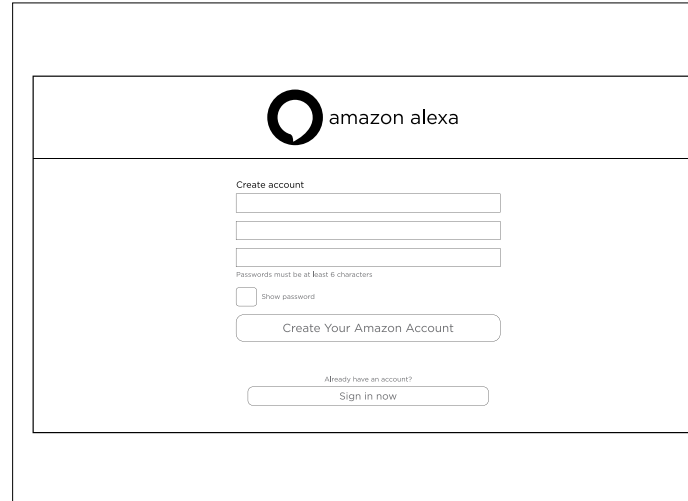 amazon alexa
Create account
Passwords must be at least 6 characters
Show password
Create Your Amazon Account
Already have an account?
Sign in now